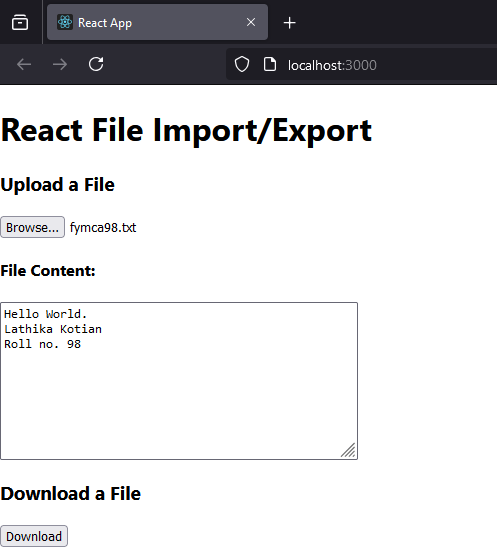 React App
localhost:3000
React File Import/Export
Upload a File
Browse... fymca98.txt
File Content:
Hello World.
Lathika Kotian
Roll no. 98
Download a File
Download